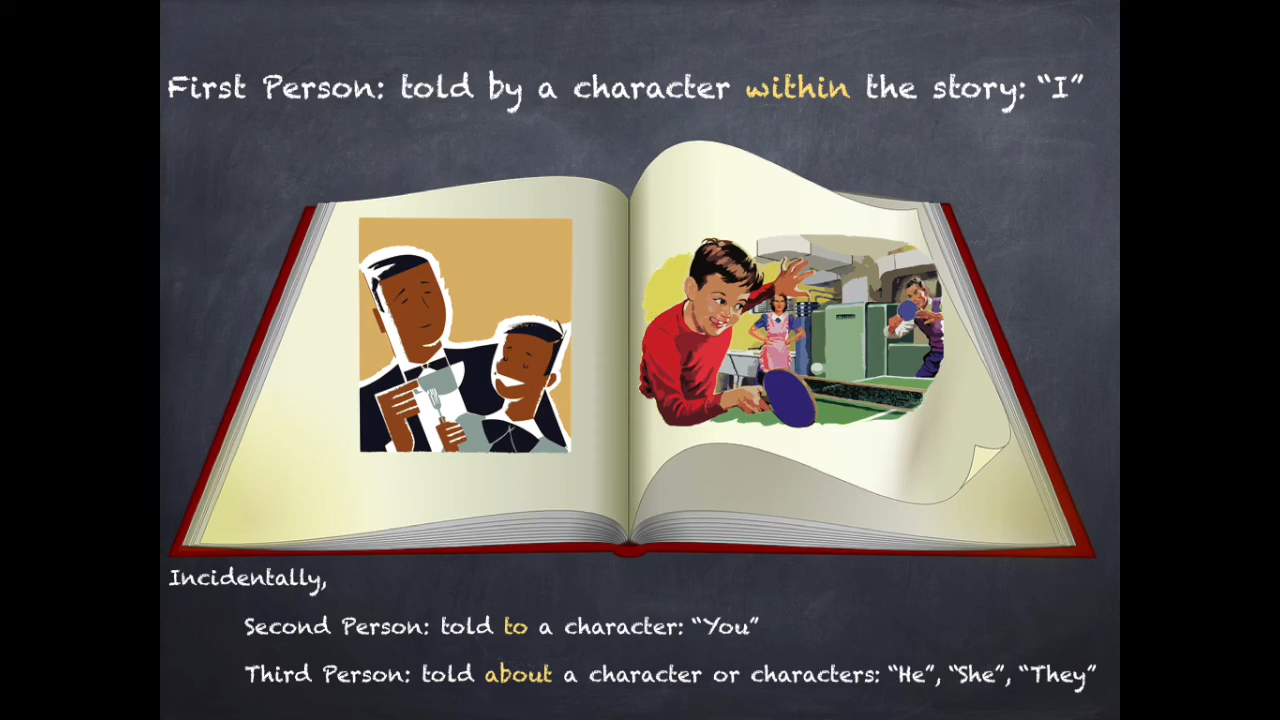 First Person: told by a character within the story: “I”
Incidentally,
Second Person: told to a character: “You”
Third Person: told about a character or characters: “He”, “She”, “They”